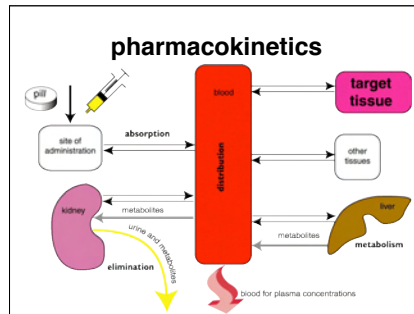 pharmacokinetics
pill
blood
target
tissue
site of
administration
absorption
distribution
other
tissues
kidney
metabolites
urine and metabolites
elimination
liver
metabolites
metabolism
blood for plasma concentrations